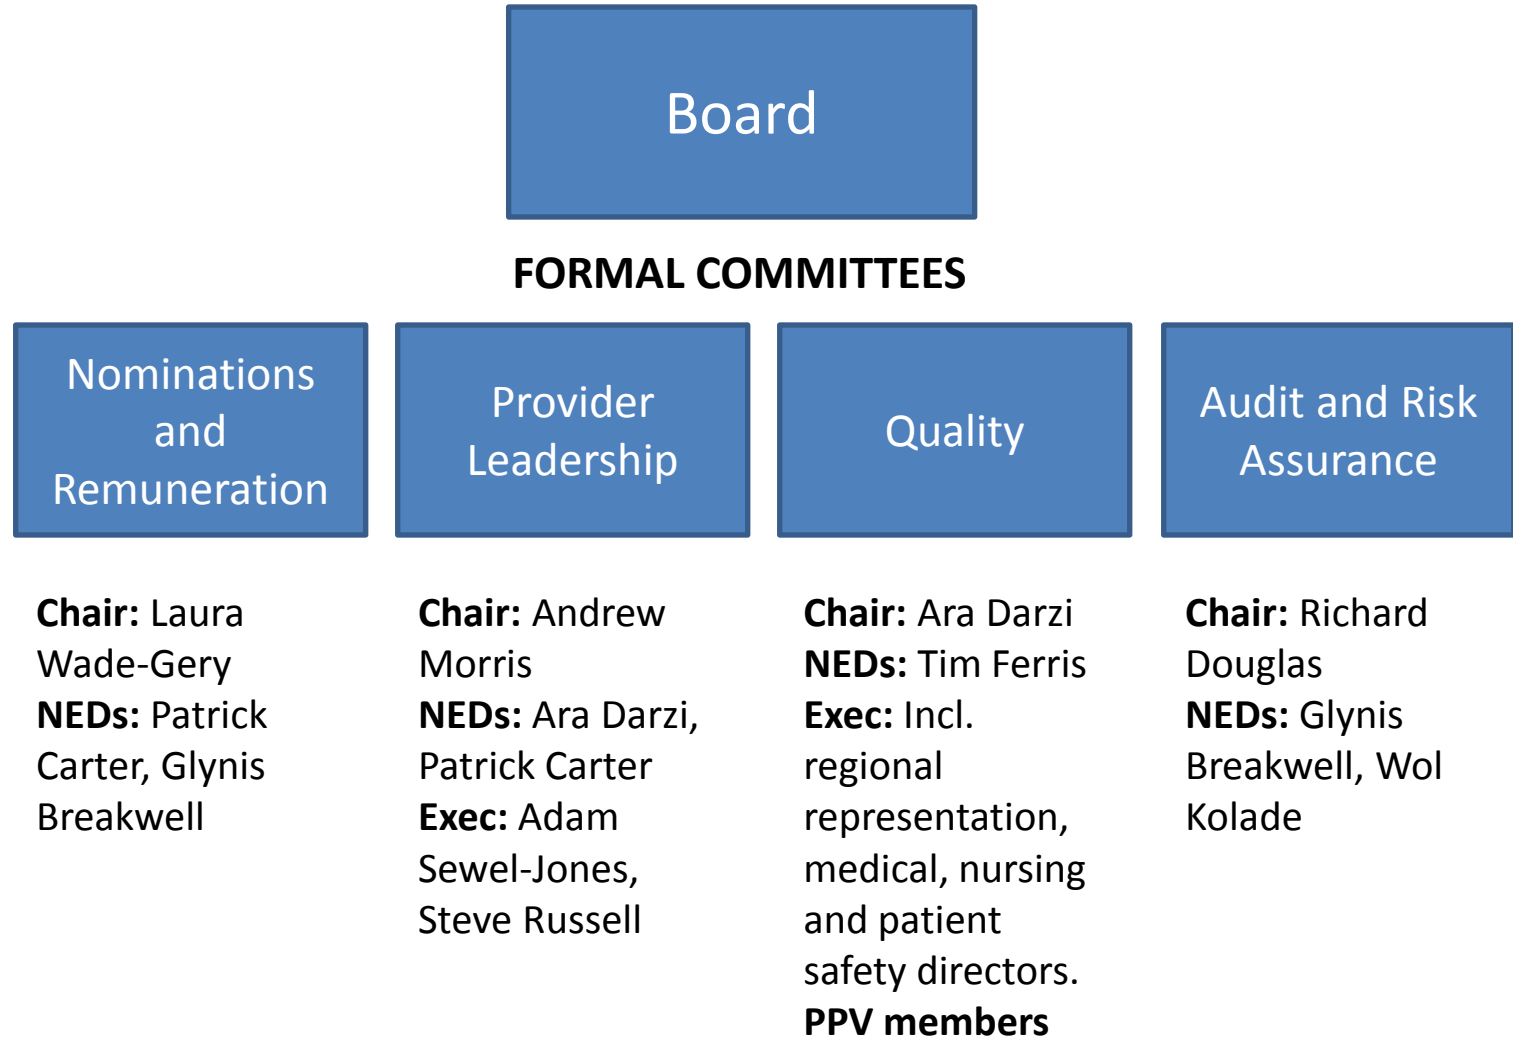 Board
FORMAL COMMITTEES
Nominations
and
Remuneration
Provider
Leadership
Quality
Audit and Risk
Assurance
Chair: Laura
Wade-Gery
NEDs: Patrick
Carter, Glynis
Breakwell
Chair: Andrew
Morris
NEDs: Ara Darzi,
Patrick Carter
Exec: Adam
Sewel-Jones,
Steve Russell
Chair: Ara Darzi
NEDs: Tim Ferris
Exec: Incl.
regional
representation,
medical, nursing
and patient
safety directors.
PPV members
Chair: Richard
Douglas
NEDs: Glynis
Breakwell, Wol
Kolade